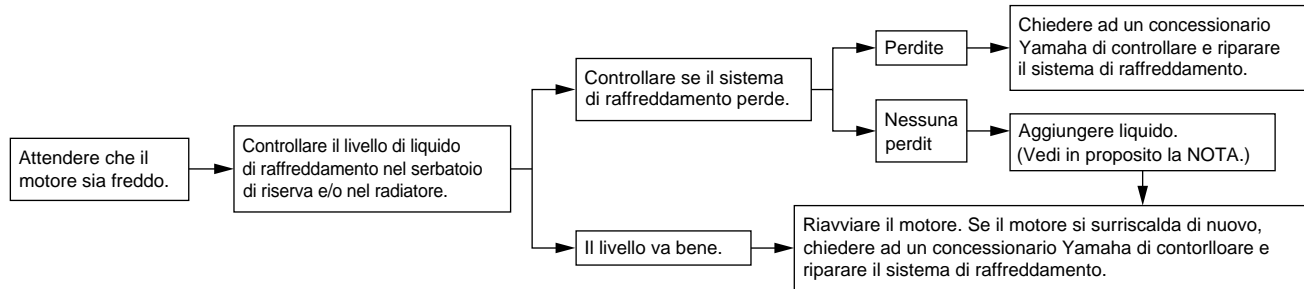 Attendere che il
motore sia freddo.
Controllare il livello di liquido
di raffreddamento nel serbatoio
di riserva e/o nel radiatore.
Controllare se il sistema
di raffreddamento perde.
Perdite
Chiedere ad un concessionario
Yamaha di controllare e riparare
il sistema di raffreddamento.
Nessuna
perdit
Aggiungere liquido.
(Vedi in proposito la NOTA.)
Il livello va bene.
Riavviare il motore. Se il motore si surriscalda di nuovo,
chiedere ad un concessionario Yamaha di contorlloare e
riparare il sistema di raffreddamento.